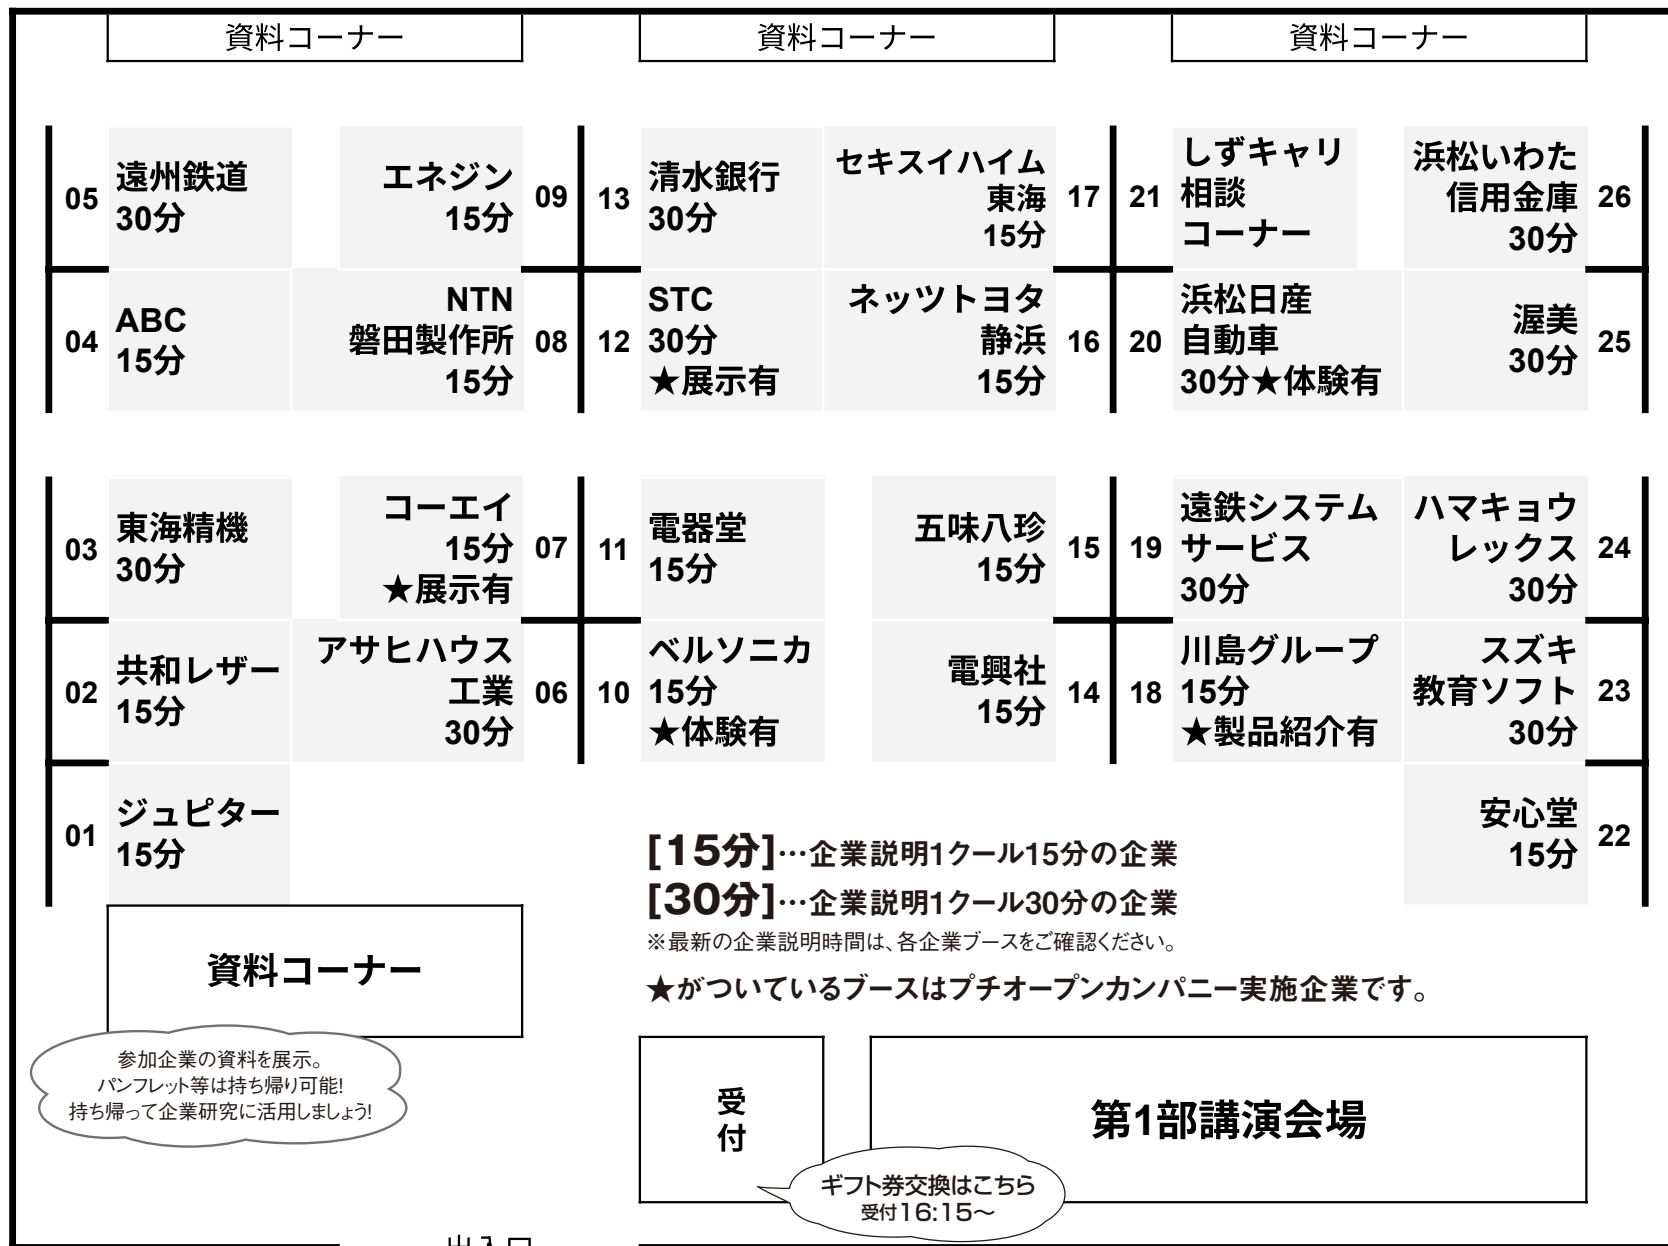 資料コーナー
資料コーナー
資料コーナー
05
遠州鉄道
30分
エネジン
15分
09
13
清水銀行
30分
セキスイハイム
東海
15分
17
21
しずキャリ
相談
コーナー
浜松いわた
信用金庫
30分
26
04
ABC
15分
NTN
磐田製作所
15分
08
12
STC
30分
★展示有
ネッツトヨタ
静浜
15分
16
20
浜松日産
自動車
30分★体験有
渥美
30分
25
03
東海精機
30分
コーエイ
15分
★展示有
07
11
電器堂
15分
五味八珍
15分
15
19
遠鉄システム
サービス
30分
ハマキョウ
レックス
30分
24
02
共和レザー
15分
アサヒハウス
工業
30分
06
10
ベルソニカ
15分
★体験有
電興社
15分
14
18
川島グループ
15分
★製品紹介有
スズキ
教育ソフト
30分
23
01
ジュピター
15分
安心堂
15分
22
[15分]…企業説明1クール15分の企業
[30分]…企業説明1クール30分の企業
※最新の企業説明時間は、各企業ブースをご確認ください。
★がついているブースはプチオープンカンパニー実施企業です。
資料コーナー
参加企業の資料を展示。
パンフレット等は持ち帰り可能!
持ち帰って企業研究に活用しましょう!
受
付
第1部講演会場
ギフト券交換はこちら
受付16:15～
出入口